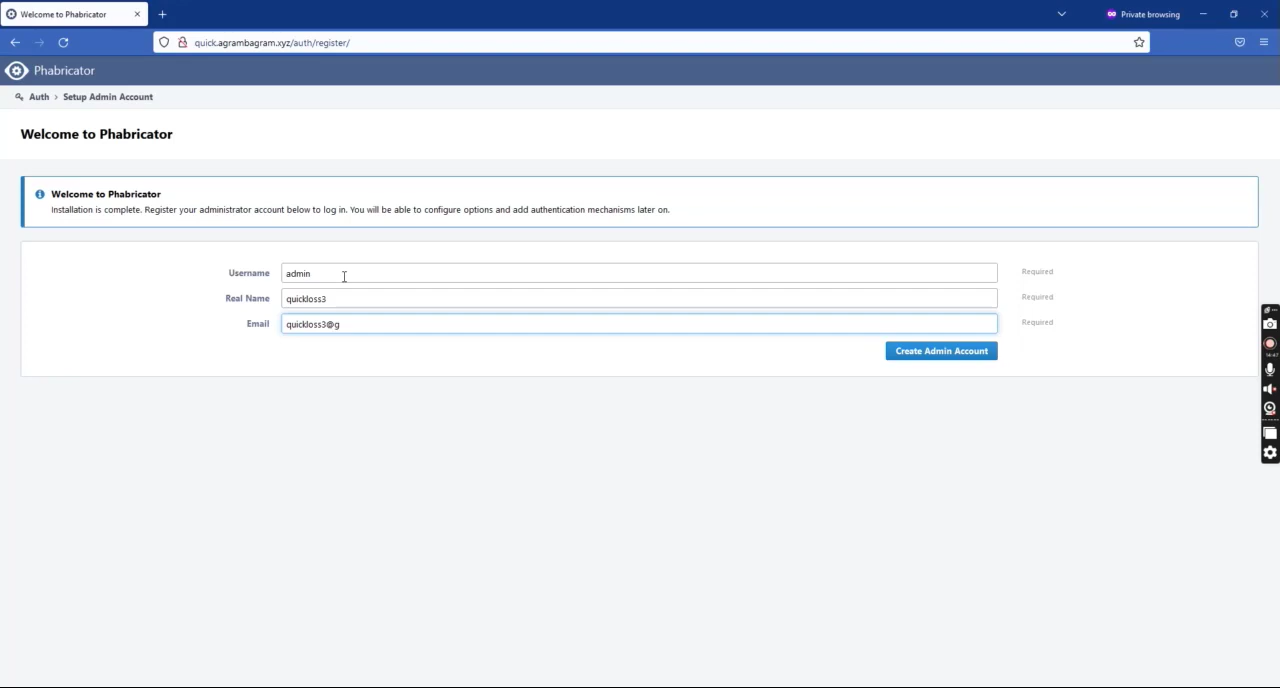 Welcome to Phabricator
Private browsing
quick.agrambagram.xyz/auth/register/
Phabricator
Auth > Setup Admin Account
Welcome to Phabricator
Welcome to Phabricator
Installation is complete. Register your administrator account below to log in. You will be able to configure options and add authentication mechanisms later on.
Username admin Required
Real Name quickloss3 Required
Email quickloss3@g Required
Create Admin Account